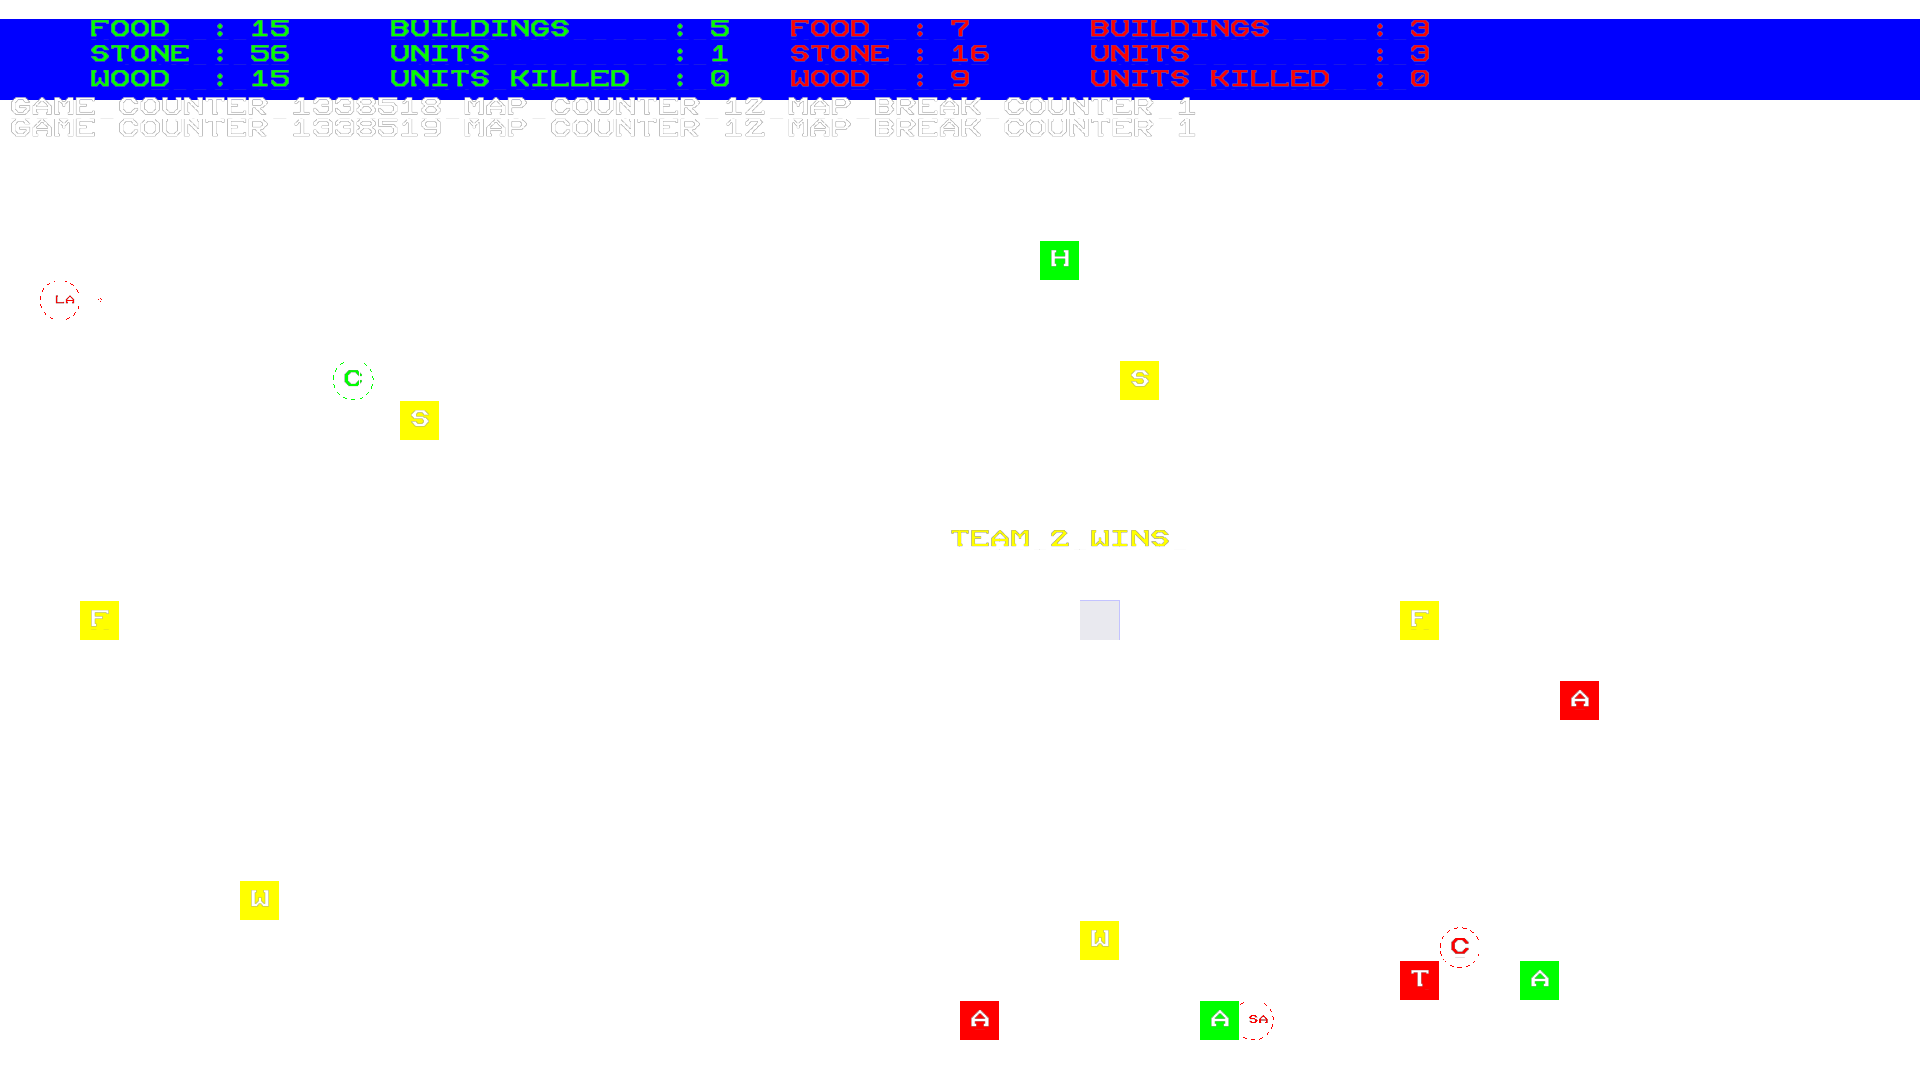 FOOD : 15 BUILDINGS : 5 FOOD : 7 BUILDINGS : 3
STONE : 56 UNITS : 1 STONE : 16 UNITS : 3
WOOD : 15 UNITS KILLED : 0 WOOD : 9 UNITS KILLED : 0
GAME COUNTER 1338518 MAP COUNTER 12 MAP BREAK COUNTER 1
GAME COUNTER 1338519 MAP COUNTER 12 MAP BREAK COUNTER 1
H
LA
C
S
S
TEAM 2 WINS
F
F
A
W
W
C
T
A
A
A
SA